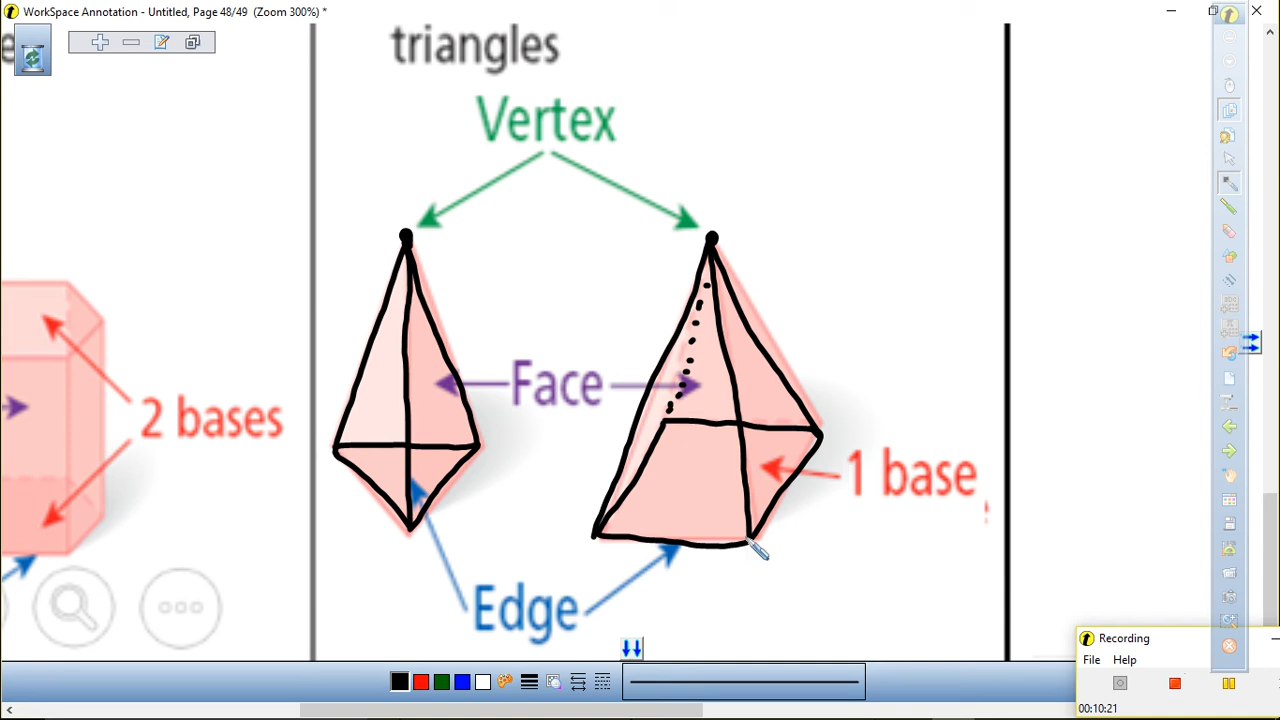 WorkSpace Annotation - Untitled, Page 48/49 (Zoom 300%) *
triangles
Vertex
Face
2 bases
1 base
Edge
Recording
File Help
00:10:21